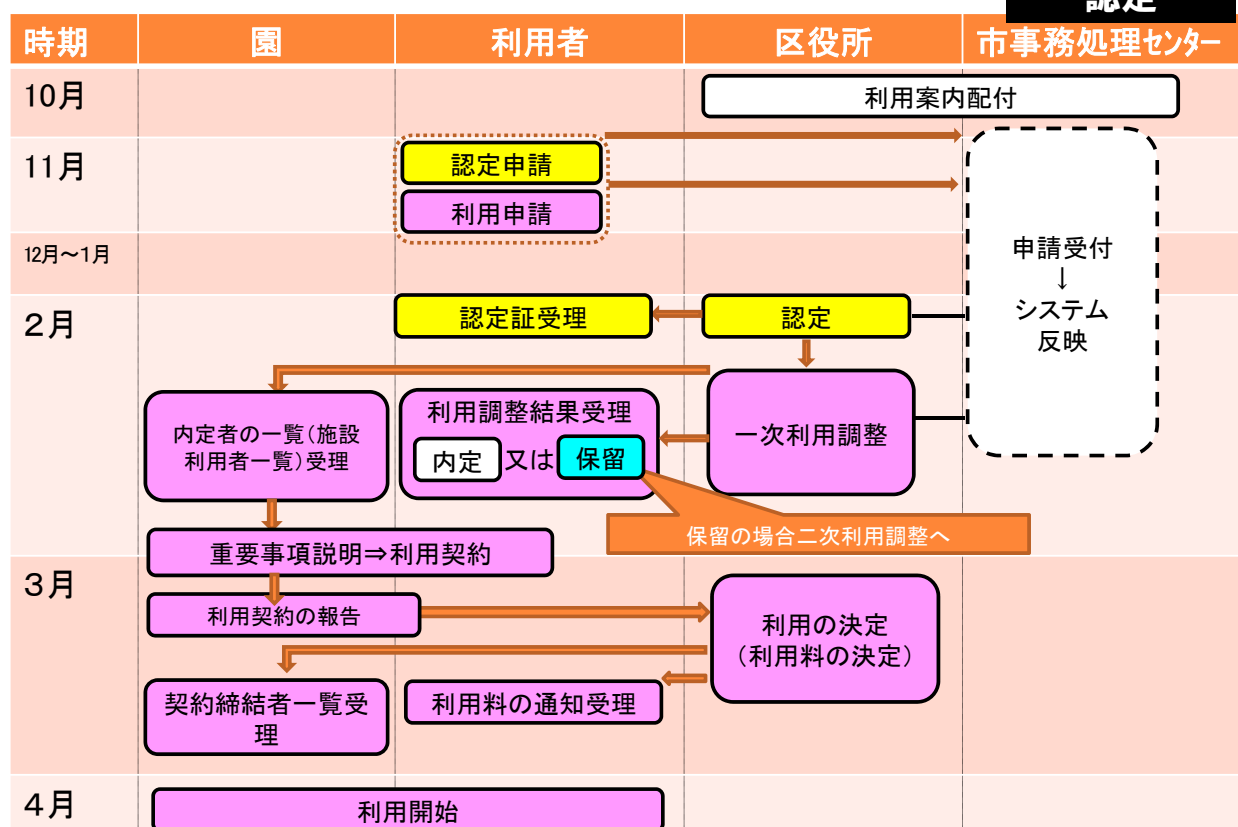 認定
時期
園
利用者
区役所
市事務処理センター
10月
利用案内配付
11月
認定申請
利用申請
12月～1月
申請受付
↓
システム
反映
２月
認定証受理
認定
内定者の一覧（施設
利用者一覧）受理
利用調整結果受理
内定 又は 保留
一次利用調整
保留の場合二次利用調整へ
重要事項説明⇒利用契約
３月
利用契約の報告
利用の決定
（利用料の決定）
契約締結者一覧受
理
利用料の通知受理
４月
利用開始